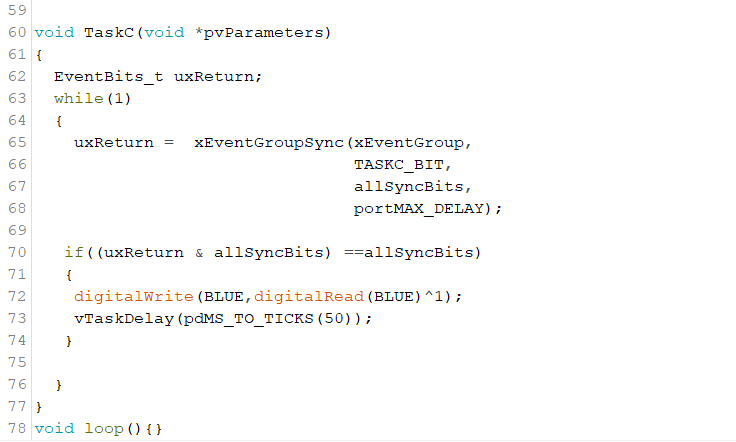 59
60 void TaskC(void *pvParameters)
61 {
62   EventBits_t uxReturn;
63   while(1)
64   {
65     uxReturn =  xEventGroupSync(xEventGroup,
66                                 TASKC_BIT,
67                                 allSyncBits,
68                                 portMAX_DELAY);
69
70    if((uxReturn & allSyncBits) ==allSyncBits)
71    {
72     digitalWrite(BLUE,digitalRead(BLUE)^1);
73     vTaskDelay(pdMS_TO_TICKS(50));
74    }
75
76   }
77 }
78 void loop(){}